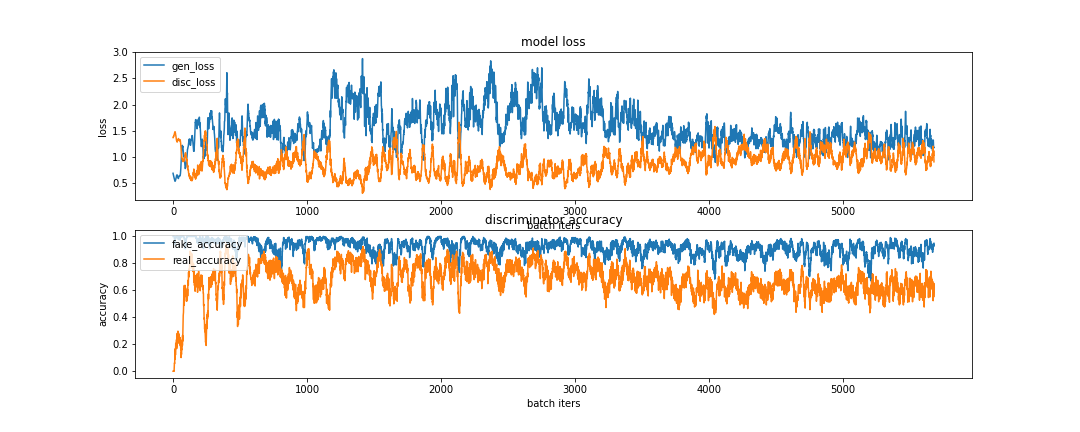 model loss
3.0
2.5
2.0
1.5
1.0
0.5
loss
gen_loss
disc_loss
0 1000 2000 3000 4000 5000
batch iters
discriminator accuracy
1.0
0.8
0.6
0.4
0.2
0.0
accuracy
fake_accuracy
real_accuracy
0 1000 2000 3000 4000 5000
batch iters